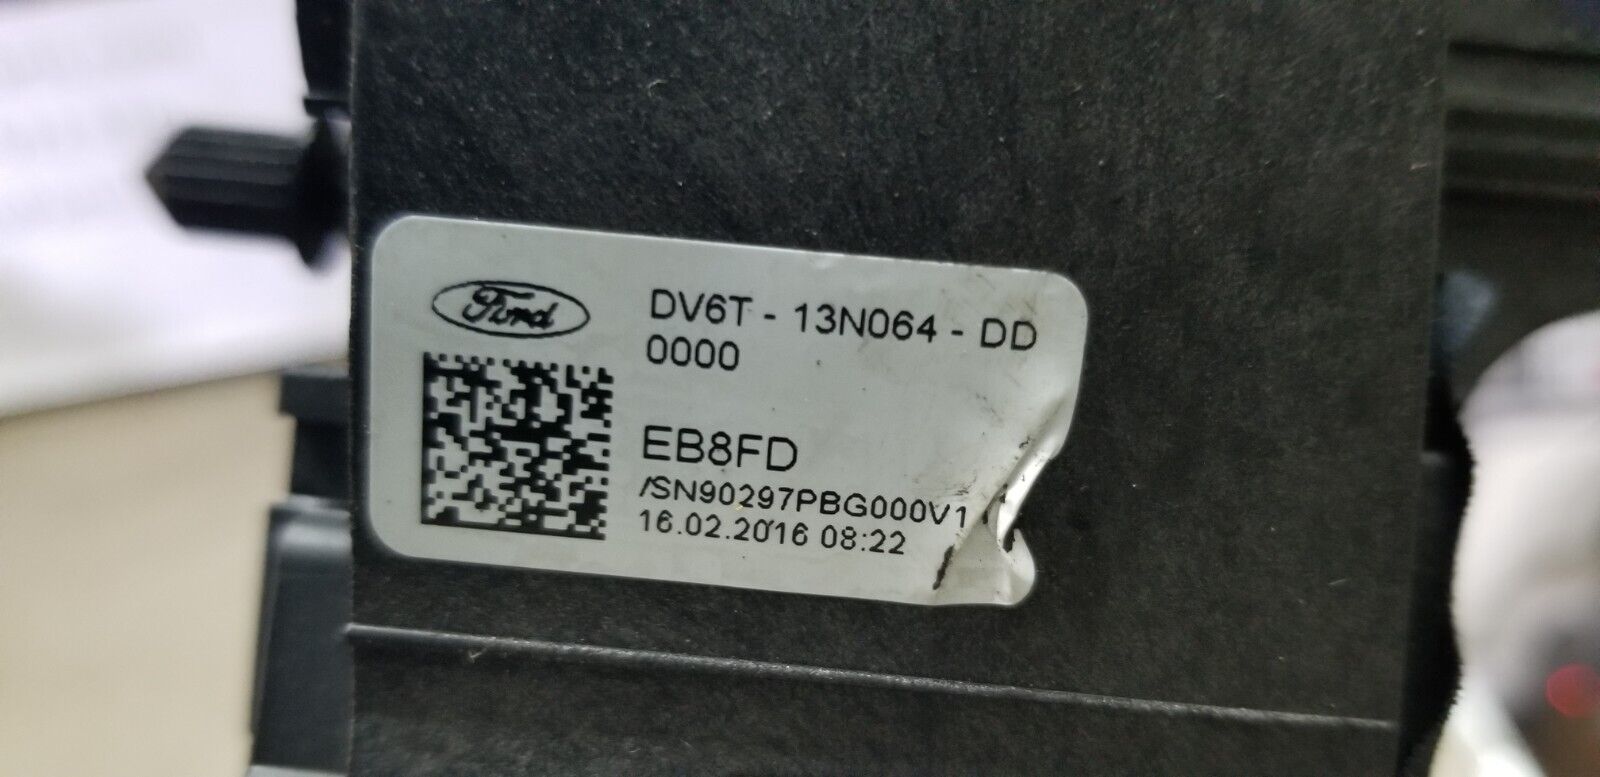 Ford
DV6T - 13N064 - DD
0000
EB8FD
/SN90297PBG000V1
16.02.2016 08:22